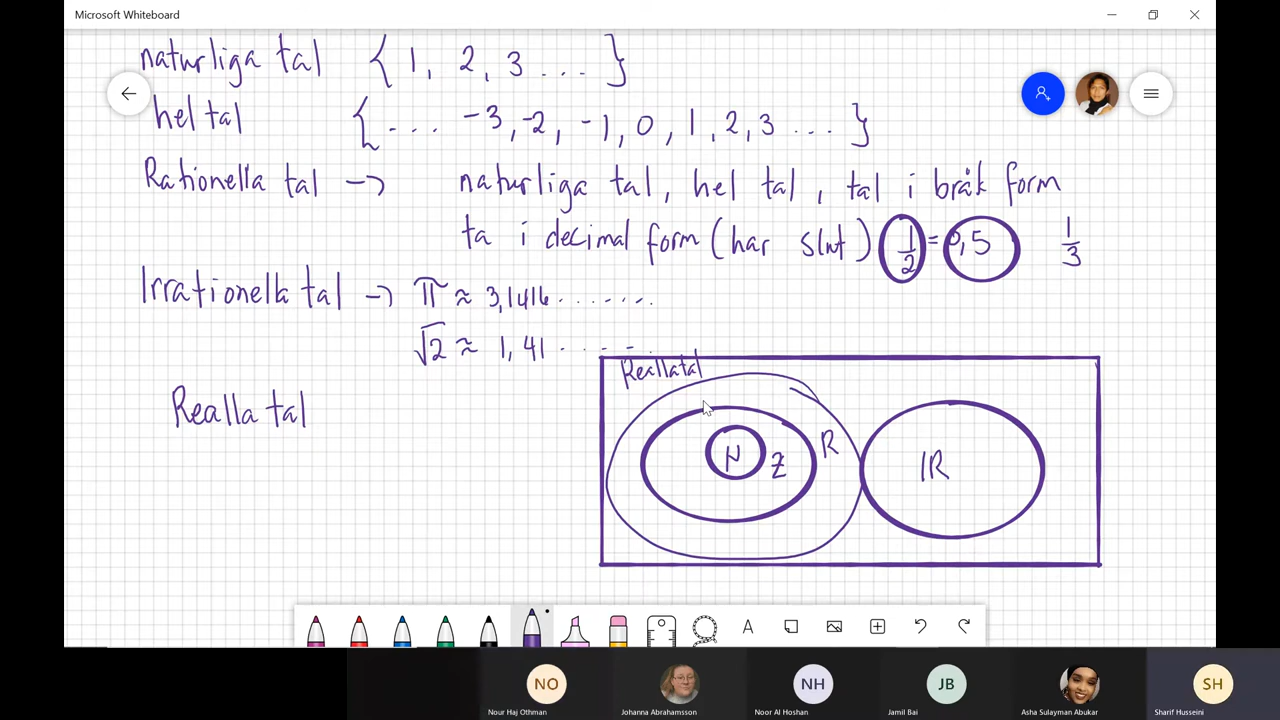 Microsoft Whiteboard
naturliga tal { 1, 2, 3 ... }
hel tal { ... -3, -2, -1, 0, 1, 2, 3 ... }
Rationella tal → naturliga tal, hel tal, tal i bråk form
ta i decimal form (har slut) 1/2 = 0,5 1/3
Irrationella tal → π ≈ 3,1416 .......
√2 ≈ 1,41 ......
Reallatal
Realla tal
N Z R IR
A
NO NH JB SH
Nour Haj Othman Johanna Abrahamsson Noor Al Hoshan Jamil Bai Asha Sulayman Abukar Sharif Husseini